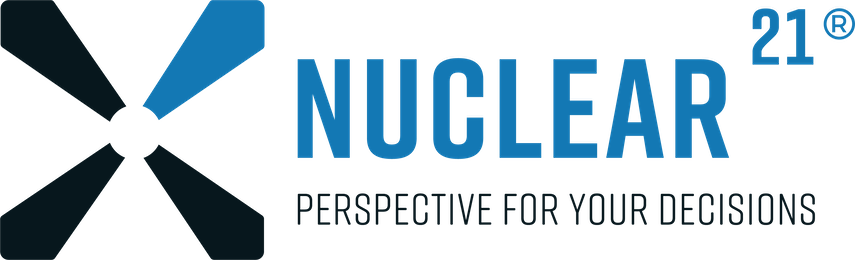 NUCLEAR 21®
PERSPECTIVE FOR YOUR DECISIONS